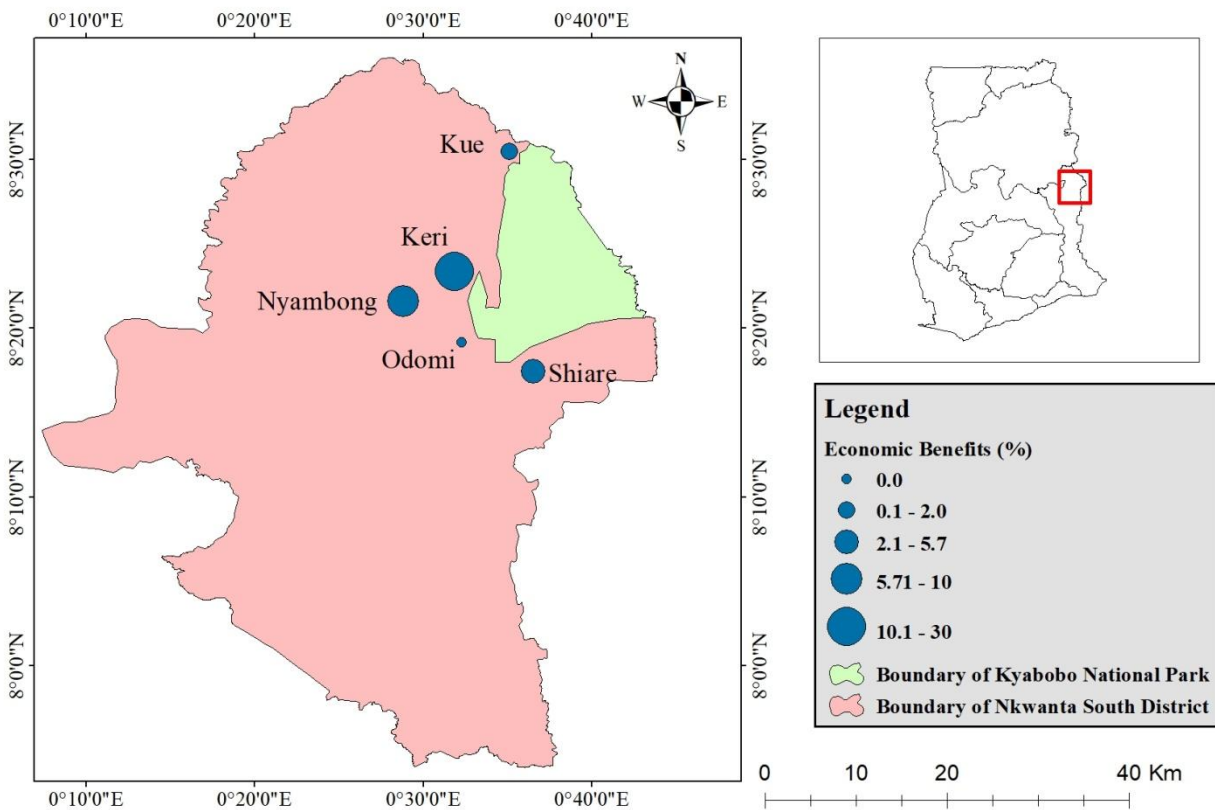 0°10'0"E 0°20'0"E 0°30'0"E 0°40'0"E
N
W E
S
8°30'0"N 8°30'0"N
Kue
Keri
Nyambong
8°20'0"N 8°20'0"N
Odomi
Shiare
8°10'0"N 8°10'0"N
8°0'0"N 8°0'0"N
0°10'0"E 0°20'0"E 0°30'0"E 0°40'0"E
Legend
Economic Benefits (%)
0.0
0.1 - 2.0
2.1 - 5.7
5.71 - 10
10.1 - 30
Boundary of Kyabobo National Park
Boundary of Nkwanta South District
0 10 20 40 Km